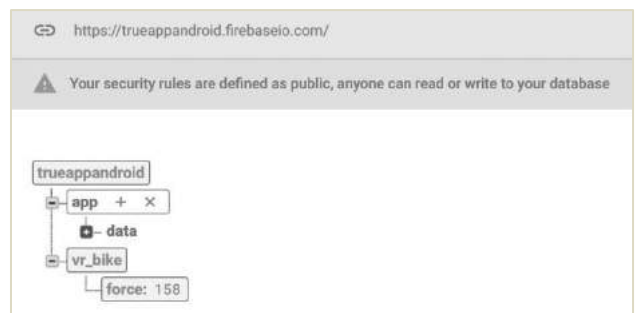 https://trueappandroid.firebaseio.com/
Your security rules are defined as public, anyone can read or write to your database
trueappandroid
app + ×
data
vr_bike
force: 158